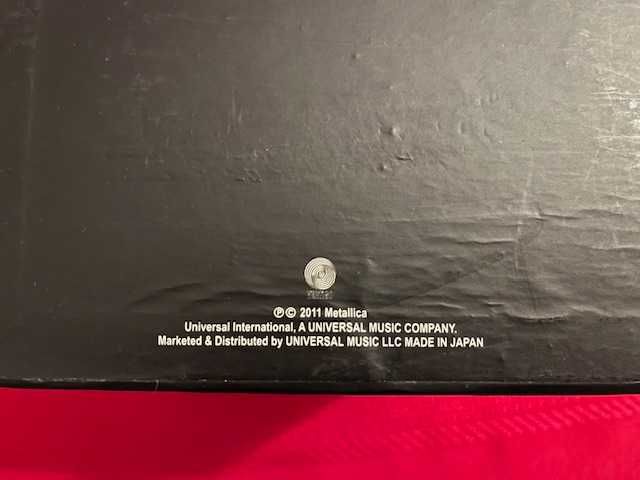 ℗© 2011 Metallica
Universal International, A UNIVERSAL MUSIC COMPANY.
Marketed & Distributed by UNIVERSAL MUSIC LLC MADE IN JAPAN